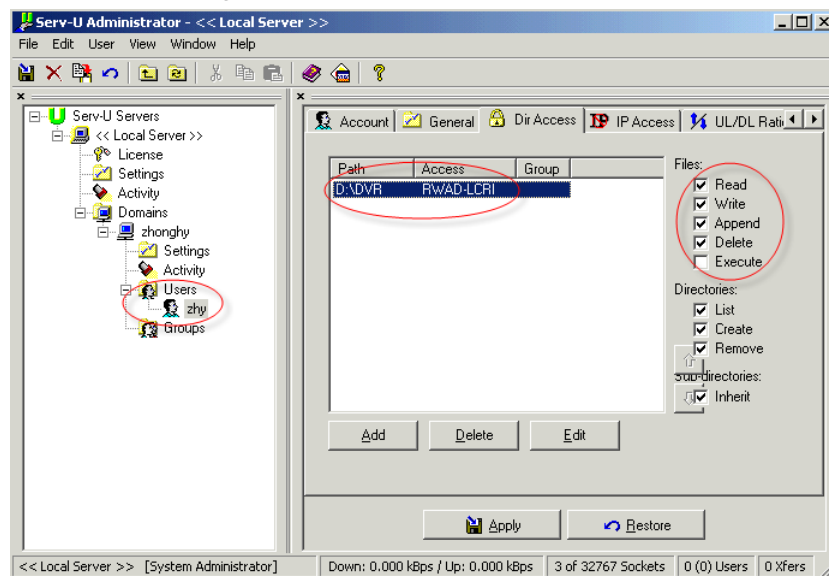 Serv-U Administrator - << Local Server >>
File Edit User View Window Help
Serv-U Servers
<< Local Server >>
License
Settings
Activity
Domains
zhonghy
Settings
Activity
Users
zhy
Groups
Account General Dir Access IP Access UL/DL Rati
Path Access Group
D:\DVR RWAD-LCRI
Files:
Read
Write
Append
Delete
Execute
Directories:
List
Create
Remove
Sub-directories:
Inherit
Add Delete Edit
Apply Restore
<< Local Server >> [System Administrator] Down: 0.000 kBps / Up: 0.000 kBps 3 of 32767 Sockets 0 (0) Users 0 Xfers